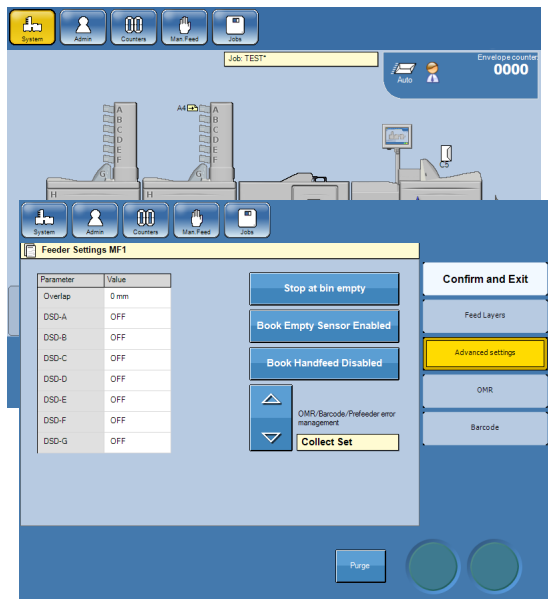 System
Admin
Counters
Man.Feed
Jobs
Job: TEST*
Envelope counter
0000
Auto
A4
A
B
C
D
E
F
G
H
A
B
C
D
E
F
G
H
C5
System
Admin
Counters
Man.Feed
Jobs
Feeder Settings MF1
Parameter Value
Overlap 0 mm
DSD-A OFF
DSD-B OFF
DSD-C OFF
DSD-D OFF
DSD-E OFF
DSD-F OFF
DSD-G OFF
Stop at bin empty
Book Empty Sensor Enabled
Book Handfeed Disabled
OMR/Barcode/Prefeeder error
management
Collect Set
Confirm and Exit
Feed Layers
Advanced settings
OMR
Barcode
Purge